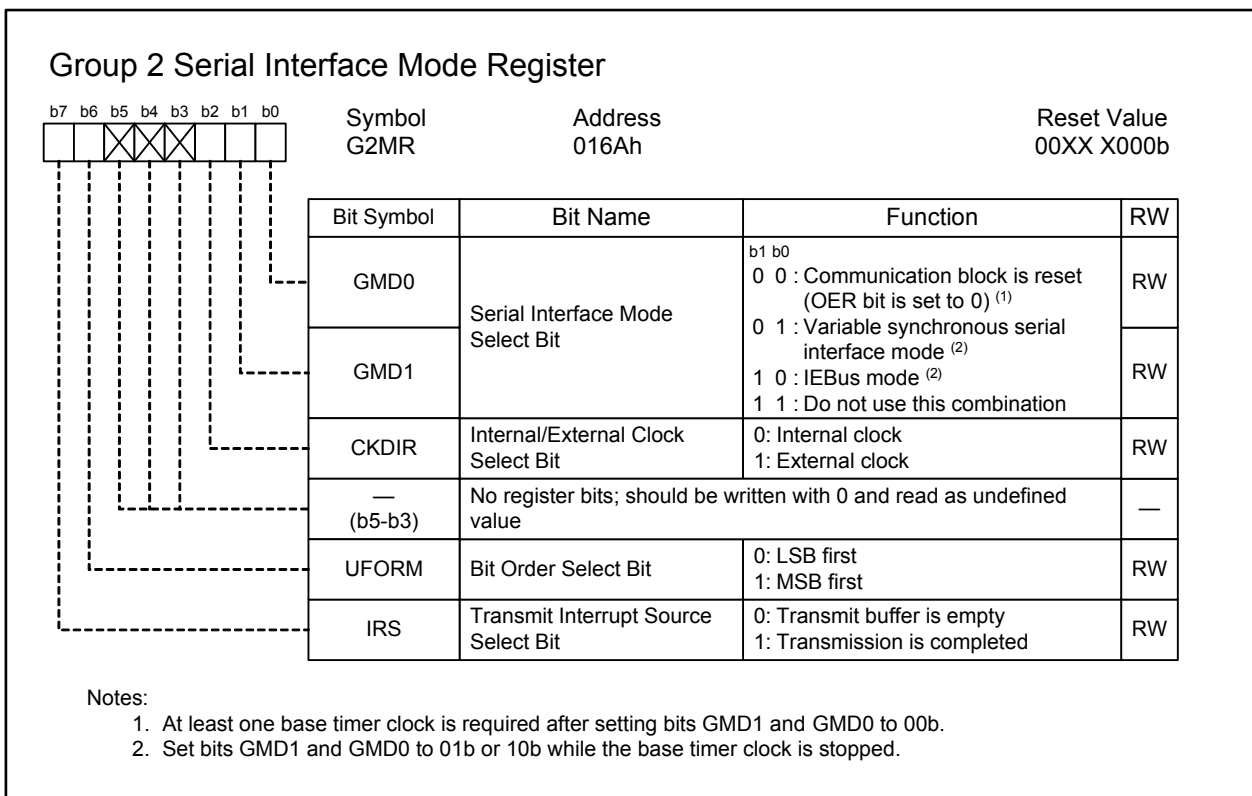 Group 2 Serial Interface Mode Register
b7 b6 b5 b4 b3 b2 b1 b0
Symbol Address Reset Value
G2MR 016Ah 00XX X000b
Bit Symbol Bit Name Function RW
GMD0
GMD1
Serial Interface Mode
Select Bit
b1 b0
0 0 : Communication block is reset
(OER bit is set to 0) (1)
0 1 : Variable synchronous serial
interface mode (2)
1 0 : IEBus mode (2)
1 1 : Do not use this combination
RW
RW
CKDIR
Internal/External Clock
Select Bit
0: Internal clock
1: External clock
RW
—
(b5-b3)
No register bits; should be written with 0 and read as undefined
value
—
UFORM
Bit Order Select Bit
0: LSB first
1: MSB first
RW
IRS
Transmit Interrupt Source
Select Bit
0: Transmit buffer is empty
1: Transmission is completed
RW
Notes:
1. At least one base timer clock is required after setting bits GMD1 and GMD0 to 00b.
2. Set bits GMD1 and GMD0 to 01b or 10b while the base timer clock is stopped.